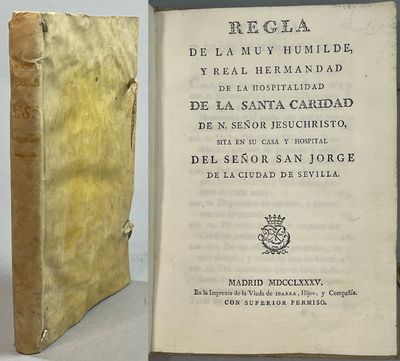 REGLA
DE LA MUY HUMILDE,
Y REAL HERMANDAD
DE LA HOSPITALIDAD
DE LA SANTA CARIDAD
DE N. SEÑOR JESUCHRISTO,
SITA EN SU CASA Y HOSPITAL
DEL SEÑOR SAN JORGE
DE LA CIUDAD DE SEVILLA.
MADRID MDCCLXXXV.
En la Imprenta de la Viuda de IBARRA, Hijos, y Compañía.
CON SUPERIOR PERMISO.